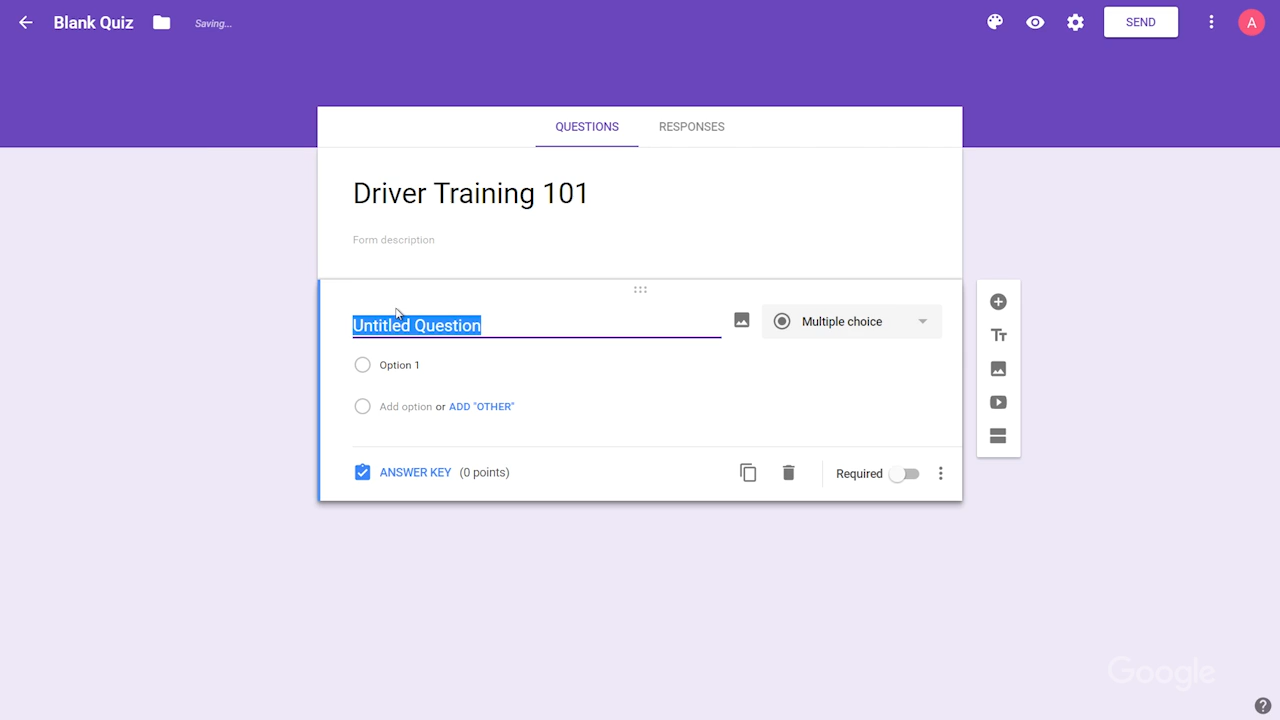 Blank Quiz Saving... SEND A
QUESTIONS RESPONSES
Driver Training 101
Form description
Untitled Question Multiple choice
Option 1
Add option or ADD "OTHER"
ANSWER KEY (0 points) Required
Google